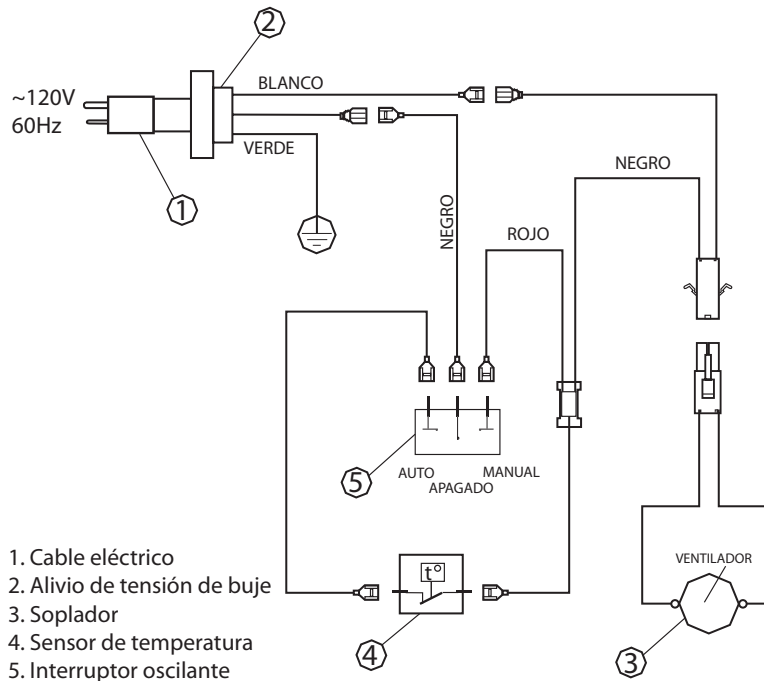 2
BLANCO
~120V
60Hz
VERDE
NEGRO
1
NEGRO
ROJO
5
AUTO
APAGADO
MANUAL
t°
VENTILADOR
4
3
1. Cable eléctrico
2. Alivio de tensión de buje
3. Soplador
4. Sensor de temperatura
5. Interruptor oscilante